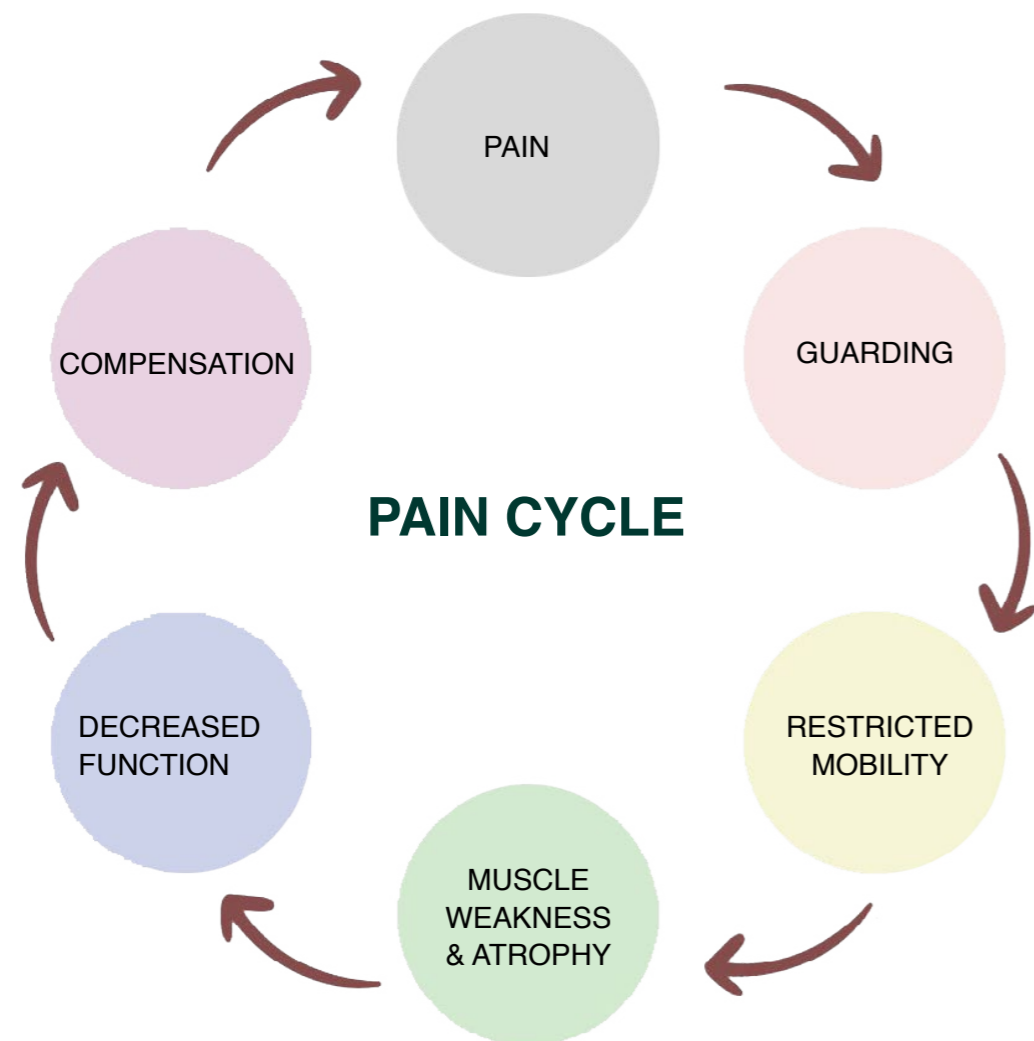 PAIN
GUARDING
RESTRICTED
MOBILITY
MUSCLE
WEAKNESS
& ATROPHY
DECREASED
FUNCTION
COMPENSATION
PAIN CYCLE